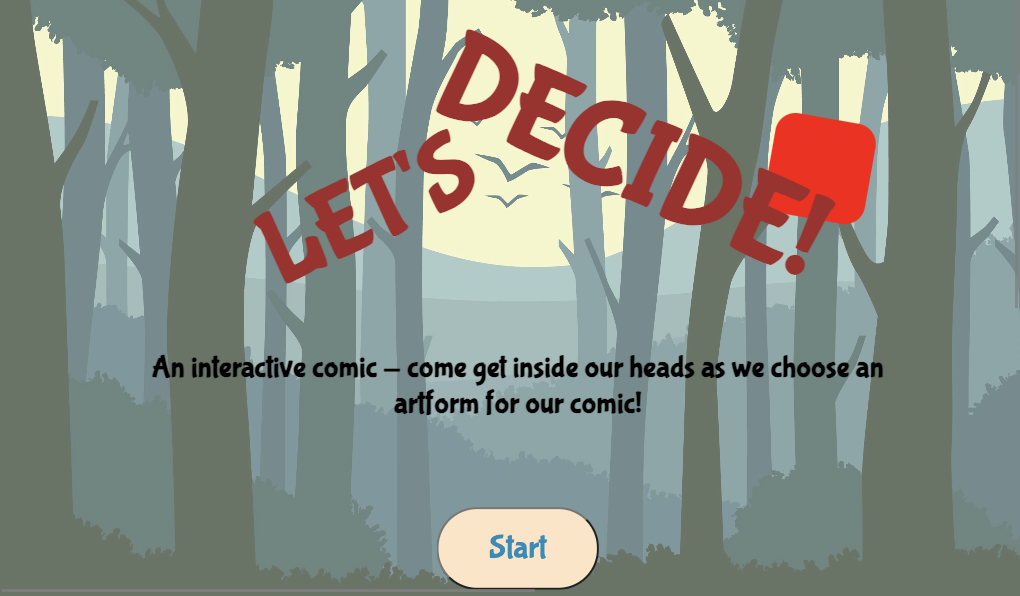 LET'S DECIDE!
An interactive comic – come get inside our heads as we choose an
artform for our comic!
Start